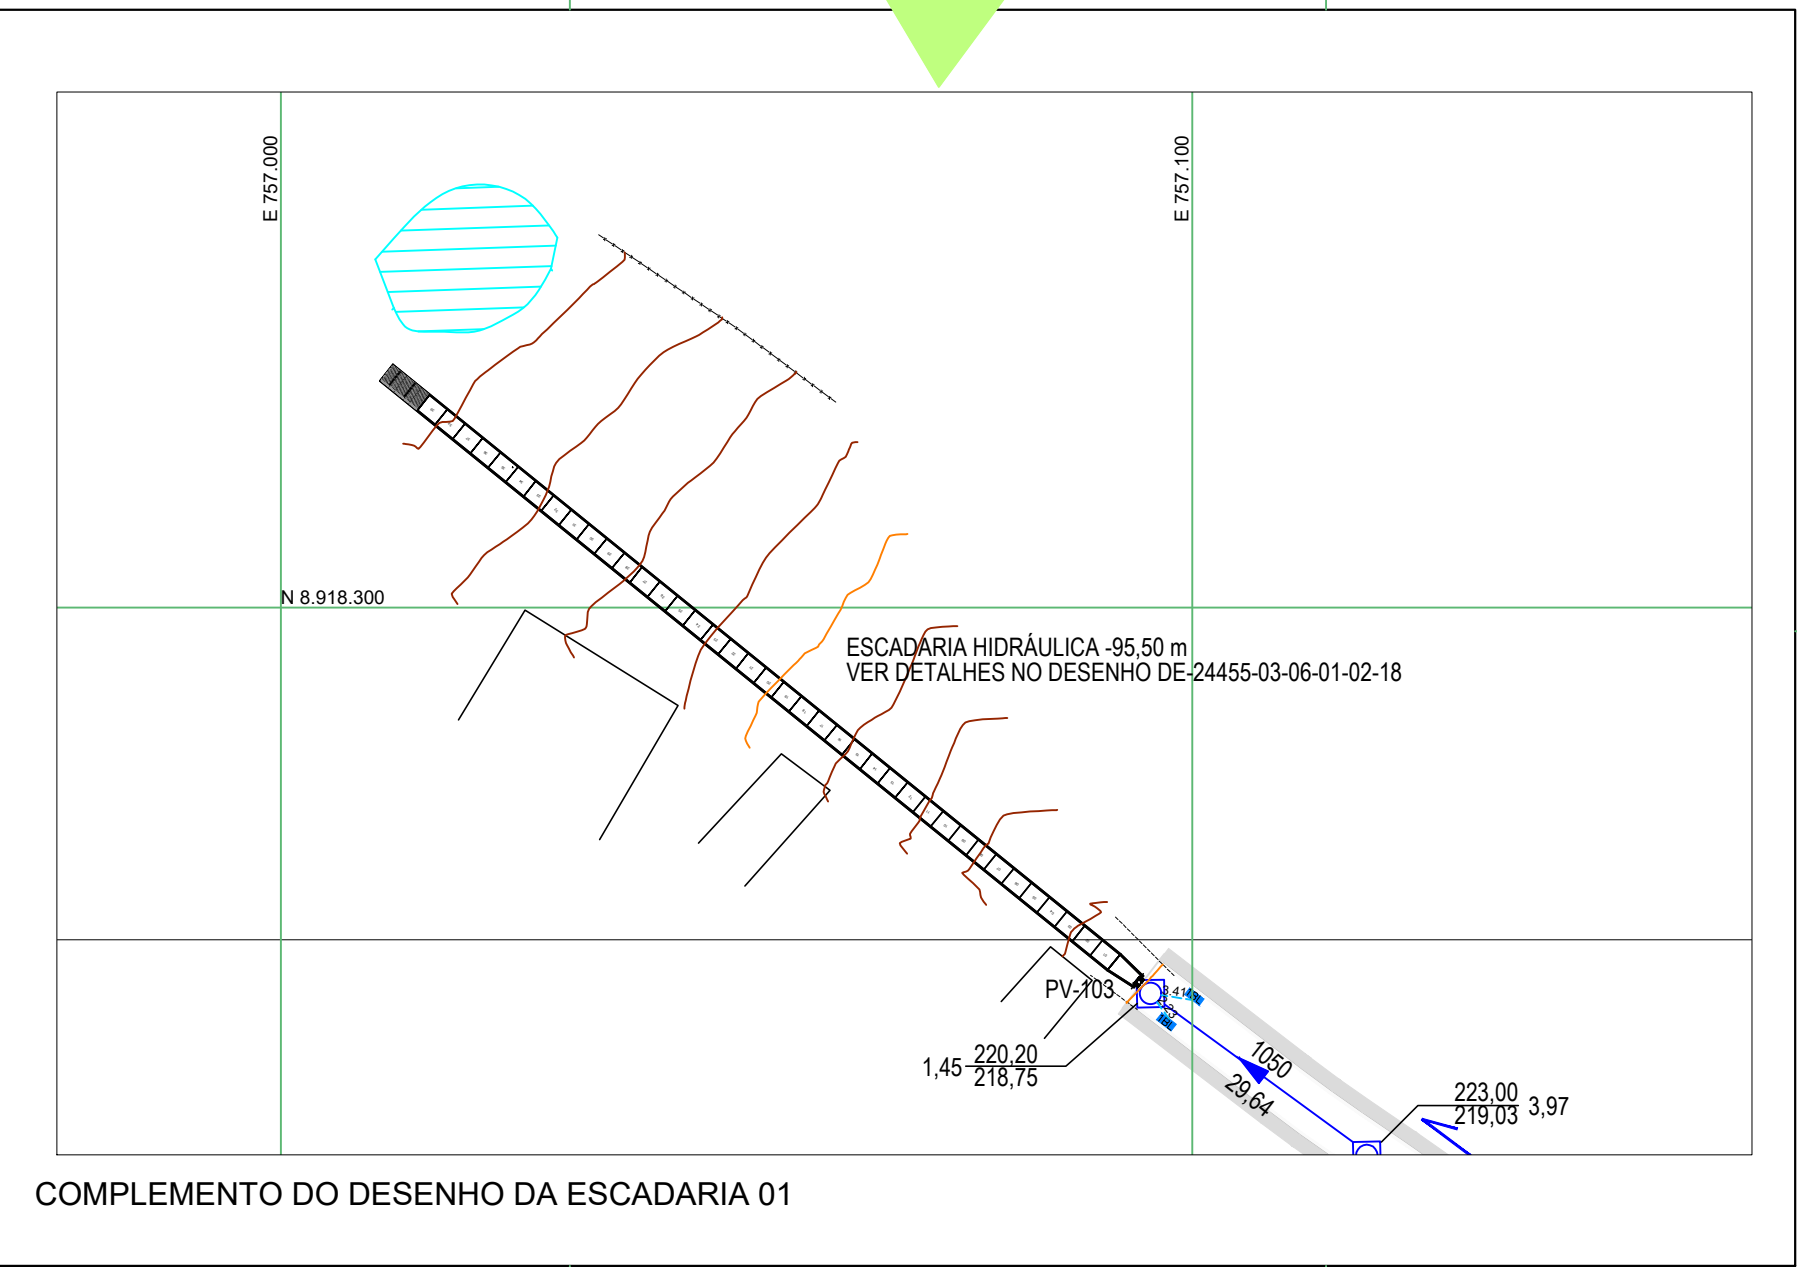 E 757.000
E 757.100
N 8.918.300
ESCADARIA HIDRÁULICA -95,50 m
VER DETALHES NO DESENHO DE-24455-03-06-01-02-18
PV-103
1,45
220,20
218,75
1050
29,64
223,00
219,03
3,97
COMPLEMENTO DO DESENHO DA ESCADARIA 01